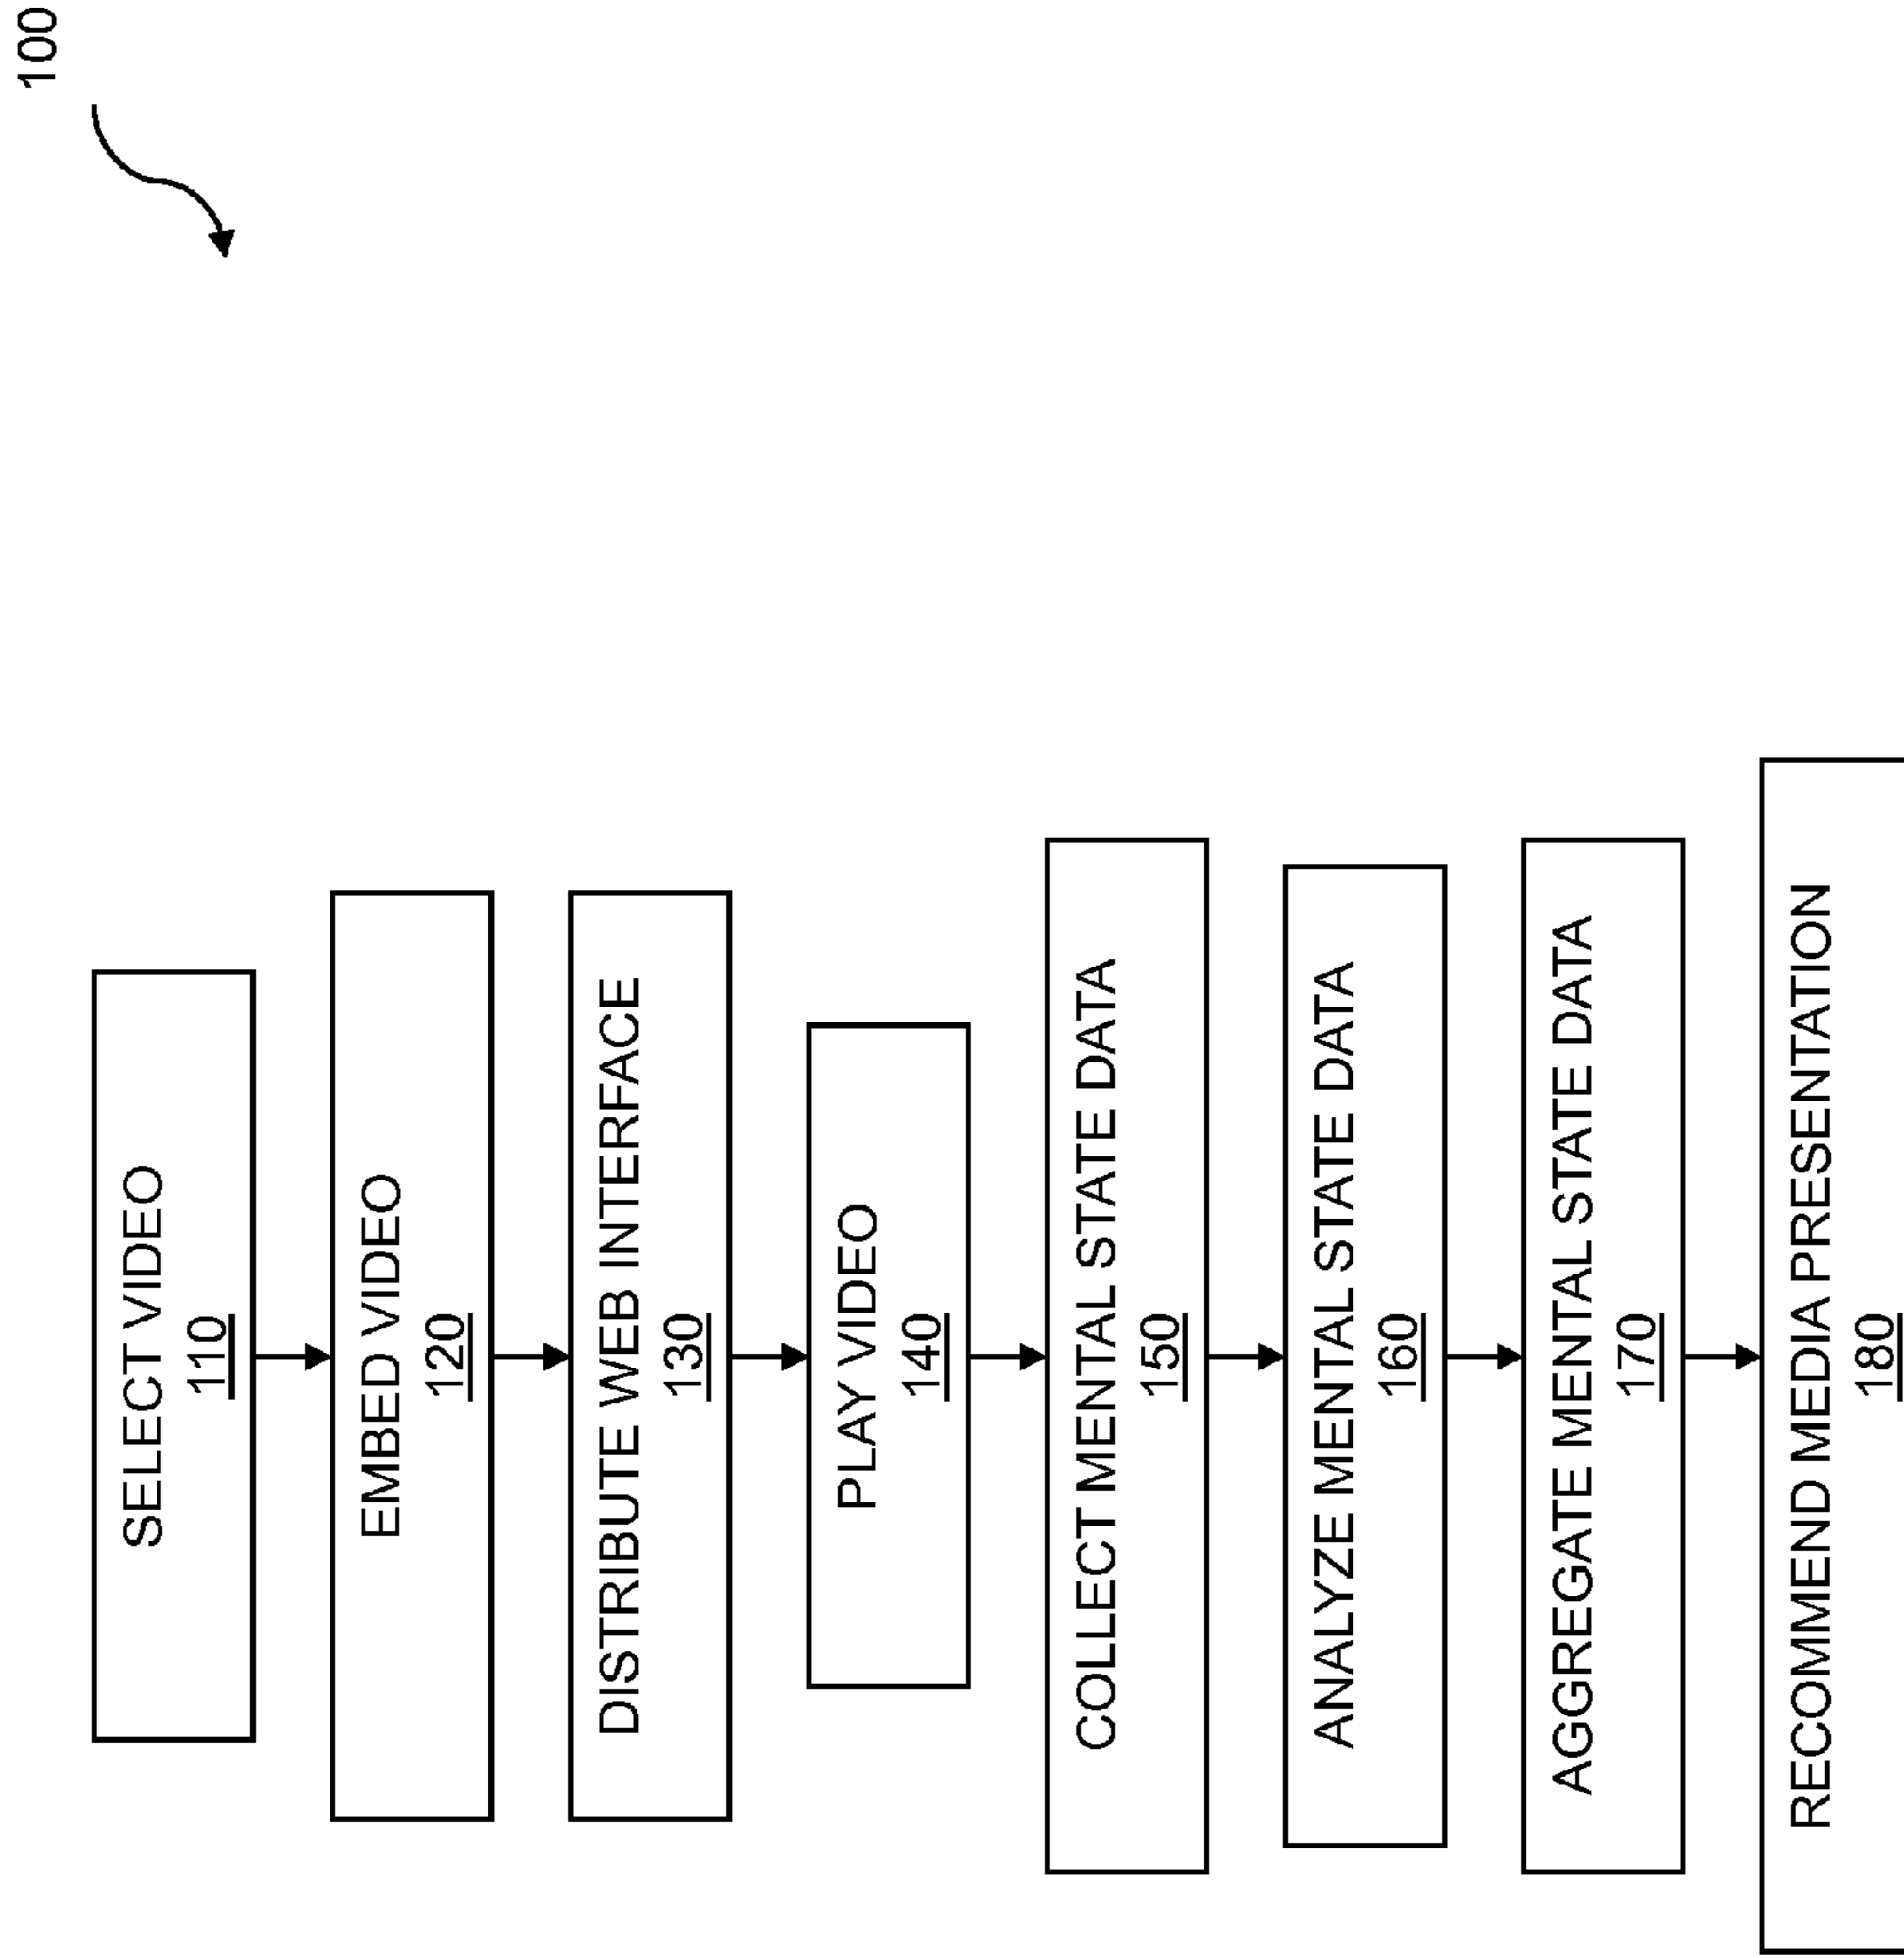 100
SELECT VIDEO
110
EMBED VIDEO
120
DISTRIBUTE WEB INTERFACE
130
PLAY VIDEO
140
COLLECT MENTAL STATE DATA
150
ANALYZE MENTAL STATE DATA
160
AGGREGATE MENTAL STATE DATA
170
RECOMMEND MEDIA PRESENTATION
180